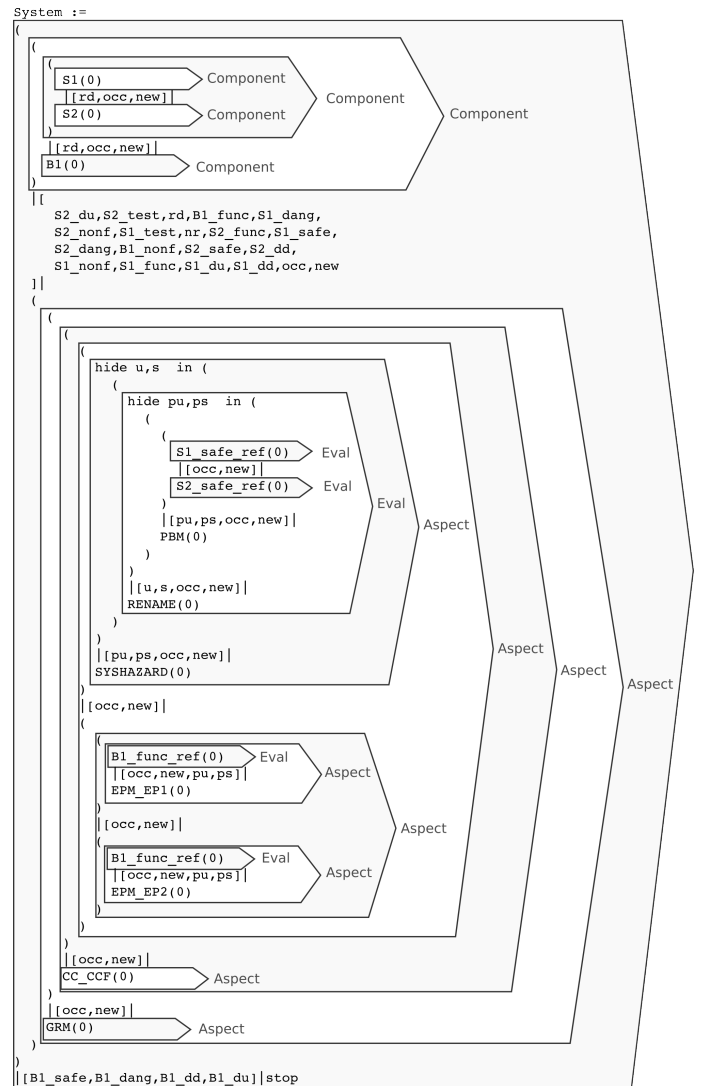 System :=
(
(
(
S1(0) Component
|[rd,occ,new]| Component
S2(0) Component Component
)
|[rd,occ,new]|
B1(0) Component
)
|[
S2_du,S2_test,rd,B1_func,S1_dang,
S2_nonf,S1_test,nr,S2_func,S1_safe,
S2_dang,B1_nonf,S2_safe,S2_dd,
S1_nonf,S1_func,S1_du,S1_dd,occ,new
]|
(
(
(
(
hide u,s in (
(
hide pu,ps in (
(
(
S1_safe_ref(0) Eval
|[occ,new]|
S2_safe_ref(0) Eval
) Eval
|[pu,ps,occ,new]| Aspect
PBM(0)
)
)
|[u,s,occ,new]|
RENAME(0)
)
)
|[pu,ps,occ,new]| Aspect
SYSHAZARD(0) Aspect
) Aspect
|[occ,new]|
(
(
B1_func_ref(0) Eval
|[occ,new,pu,ps]| Aspect
EPM_EP1(0)
)
|[occ,new]| Aspect
(
B1_func_ref(0) Eval
|[occ,new,pu,ps]| Aspect
EPM_EP2(0)
)
)
)
|[occ,new]|
CC_CCF(0) Aspect
)
|[occ,new]|
GRM(0) Aspect
)
)
|[B1_safe,B1_dang,B1_dd,B1_du]|stop